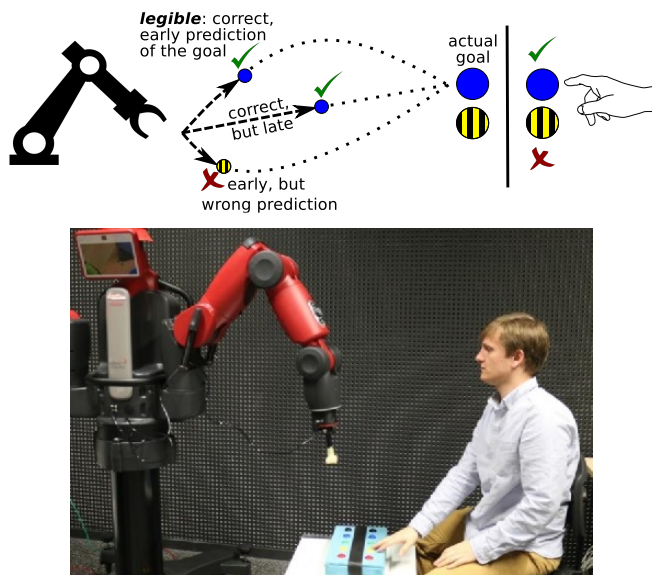 legible: correct,
early prediction
of the goal
correct,
but late
early, but
wrong prediction
actual
goal